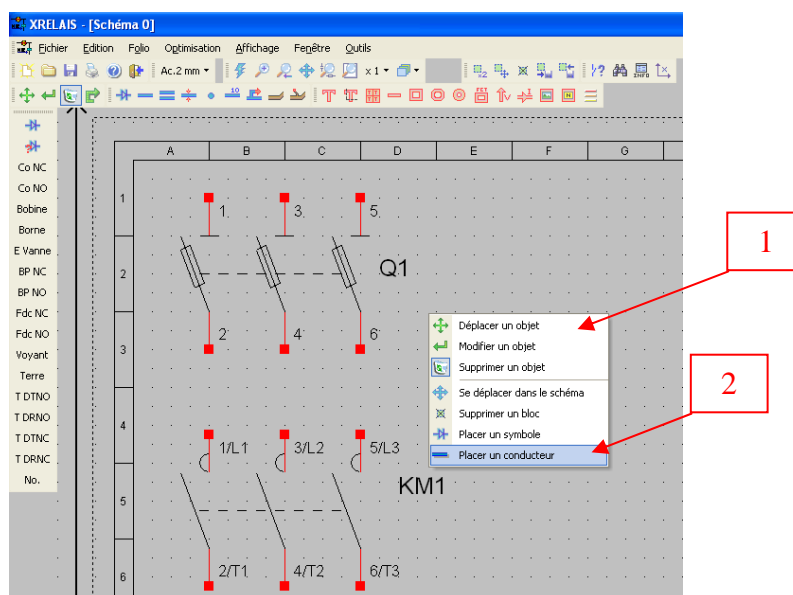 XRELAIS - [Schéma 0]
Fichier Edition Folio Optimisation Affichage Fenêtre Outils
Ac.2 mm x 1
Co NC
Co NO
Bobine
Borne
E Vanne
BP NC
BP NO
Fdc NC
Fdc NO
Voyant
Terre
T DTNO
T DRNO
T DTNC
T DRNC
No.
A B C D E F G
1
1 3 5
2
Q1
2 4 6
3
4
1/L1 3/L2 5/L3
KM1
5
2/T1 4/T2 6/T3
6
Déplacer un objet
Modifier un objet
Supprimer un objet
Se déplacer dans le schéma
Supprimer un bloc
Placer un symbole
Placer un conducteur
1
2